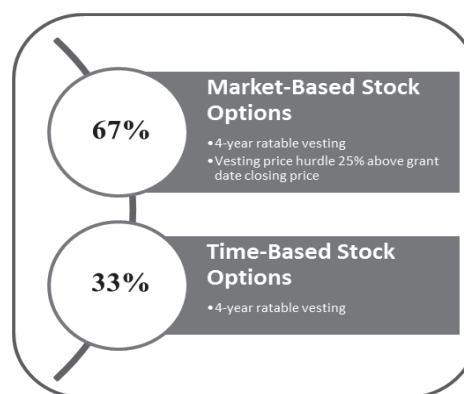 67%
Market-Based Stock
Options
•4-year ratable vesting
•Vesting price hurdle 25% above grant
date closing price
33%
Time-Based Stock
Options
•4-year ratable vesting